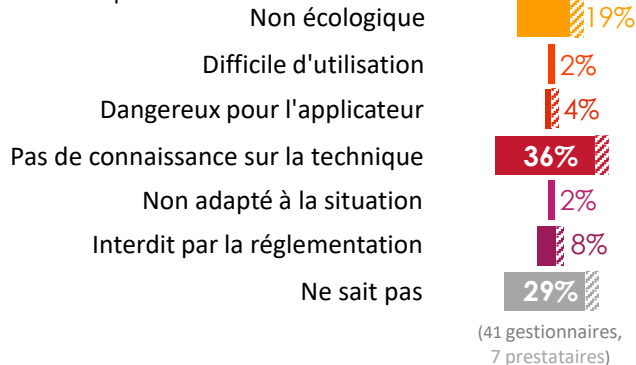 Non écologique 19%
Difficile d'utilisation 2%
Dangereux pour l'applicateur 4%
Pas de connaissance sur la technique 36%
Non adapté à la situation 2%
Interdit par la réglementation 8%
Ne sait pas 29%
(41 gestionnaires,
7 prestataires)